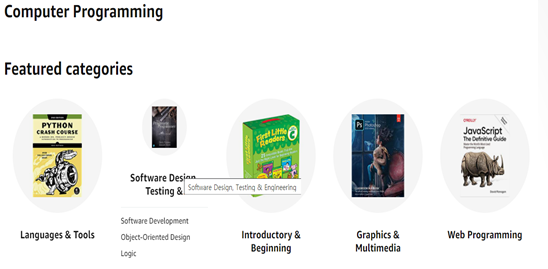 Computer Programming
Featured categories
PYTHON
CRASH COURSE
Languages & Tools
Software Design,
Testing &
Software Design, Testing & Engineering
Software Development
Object-Oriented Design
Logic
First Little
Readers
Introductory &
Beginning
Ps
Graphics &
Multimedia
O'REILLY
JavaScript
The Definitive Guide
Web Programming